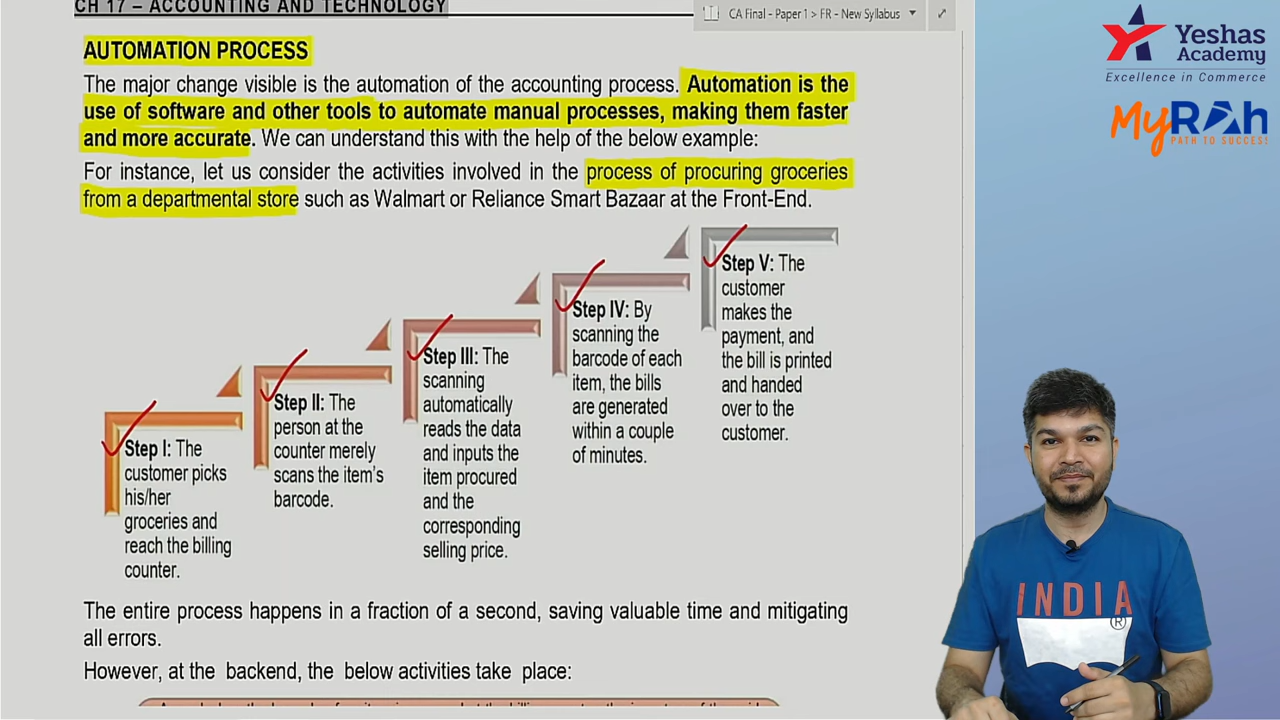 CH 17 – ACCOUNTING AND TECHNOLOGY
CA Final - Paper 1 > FR - New Syllabus
AUTOMATION PROCESS
The major change visible is the automation of the accounting process. Automation is the
use of software and other tools to automate manual processes, making them faster
and more accurate. We can understand this with the help of the below example:
For instance, let us consider the activities involved in the process of procuring groceries
from a departmental store such as Walmart or Reliance Smart Bazaar at the Front-End.
Step I: The
customer picks
his/her
groceries and
reach the billing
counter.
Step II: The
person at the
counter merely
scans the item's
barcode.
Step III: The
scanning
automatically
reads the data
and inputs the
item procured
and the
corresponding
selling price.
Step IV: By
scanning the
barcode of each
item, the bills
are generated
within a couple
of minutes.
Step V: The
customer
makes the
payment, and
the bill is printed
and handed
over to the
customer.
The entire process happens in a fraction of a second, saving valuable time and mitigating
all errors.
However, at the backend, the below activities take place:
Yeshas
Academy
Excellence in Commerce
MyRAh
PATH TO SUCCESS
INDIA
®